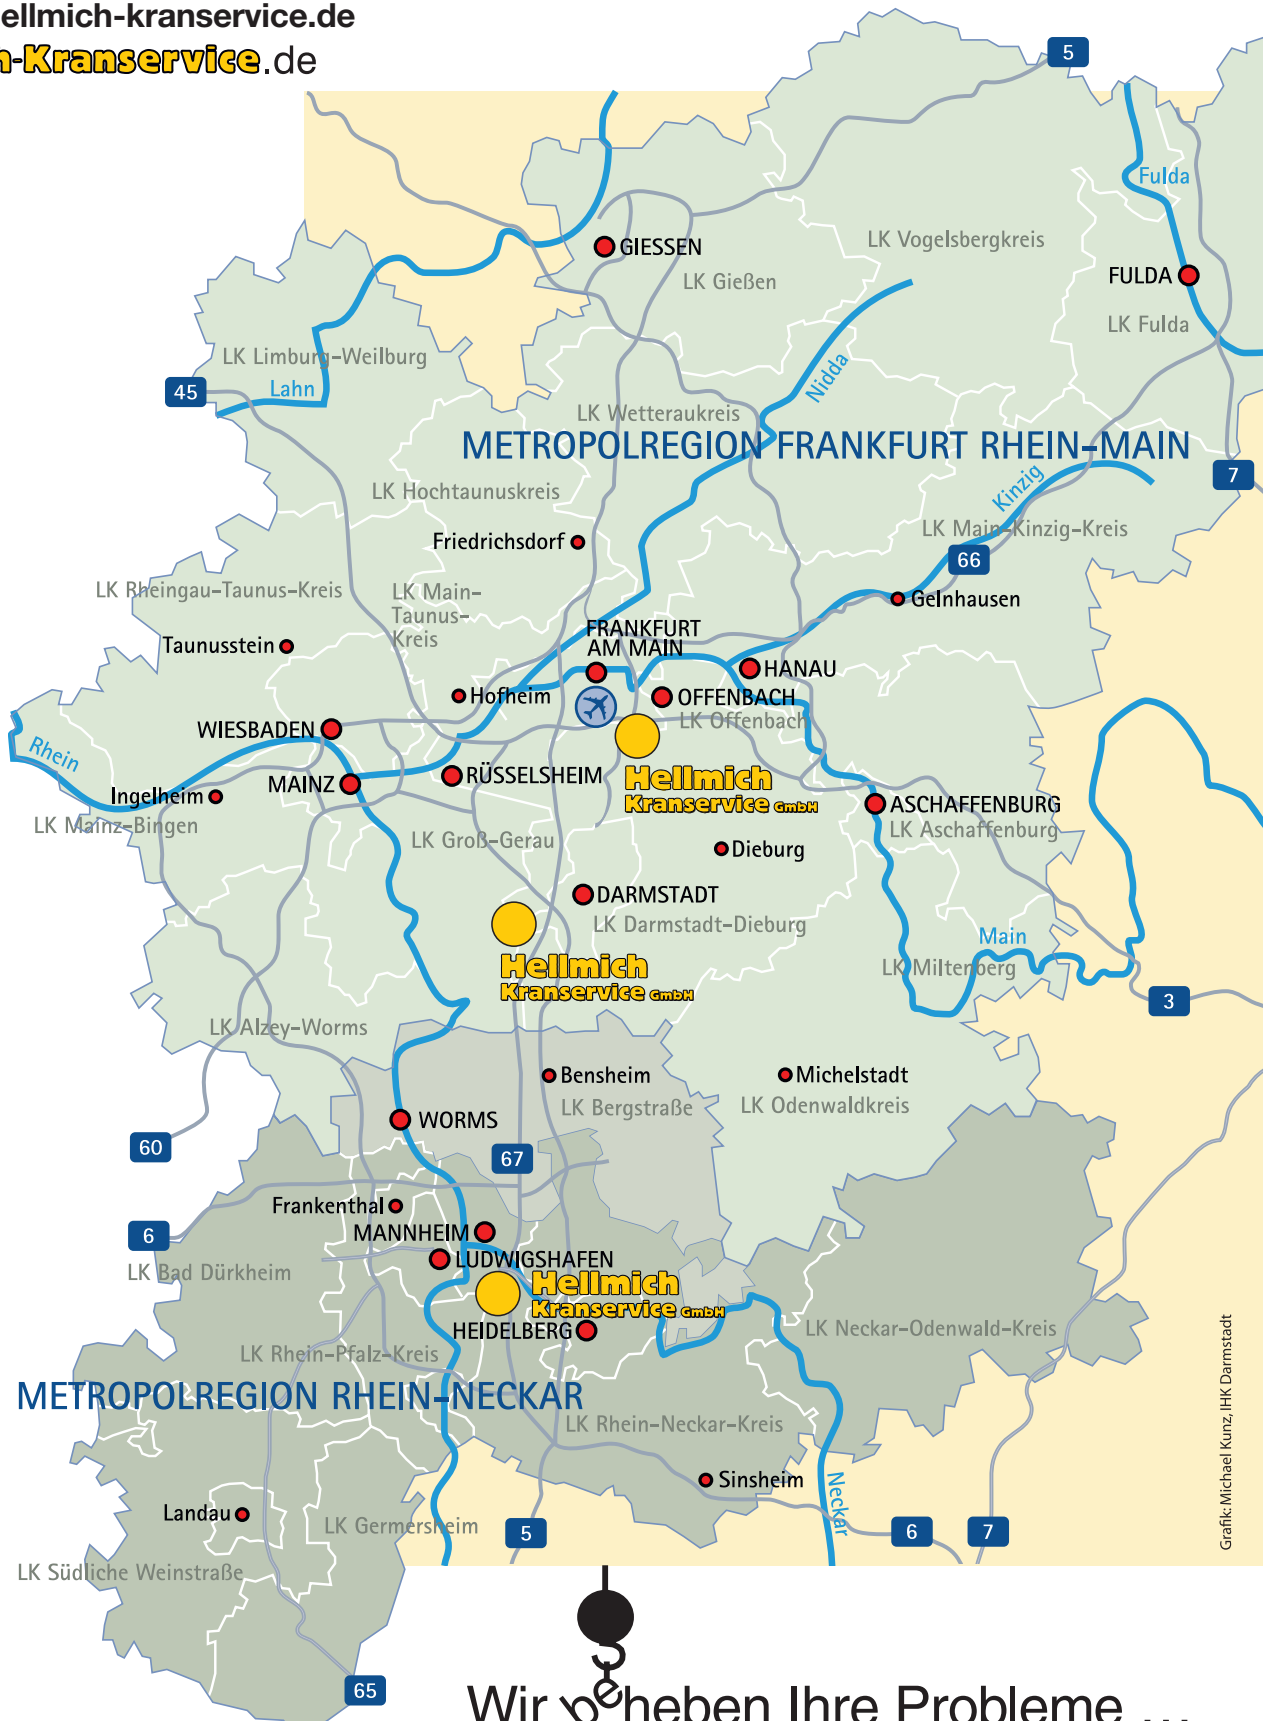 ellmich-kranservice.de
n-Kranservice.de
5
Fulda
LK Vogelsbergkreis
GIESSEN
LK Gießen
FULDA
LK Fulda
LK Limburg-Weilburg
45
Lahn
Nidda
LK Wetteraukreis
METROPOLREGION FRANKFURT RHEIN-MAIN
7
Kinzig
LK Hochtaunuskreis
LK Main-Kinzig-Kreis
Friedrichsdorf
66
LK Rheingau-Taunus-Kreis
LK Main-
Taunus-
Kreis
Gelnhausen
FRANKFURT
AM MAIN
Taunusstein
HANAU
Hofheim
OFFENBACH
LK Offenbach
WIESBADEN
Rhein
Hellmich
Kranservice GmbH
RÜSSELSHEIM
MAINZ
Ingelheim
ASCHAFFENBURG
LK Mainz-Bingen
LK Aschaffenburg
LK Groß-Gerau
Dieburg
DARMSTADT
LK Darmstadt-Dieburg
Main
Hellmich
Kranservice GmbH
LK Miltenberg
3
LK Alzey-Worms
Bensheim
Michelstadt
LK Bergstraße
LK Odenwaldkreis
WORMS
60
67
Frankenthal
MANNHEIM
6
LUDWIGSHAFEN
LK Bad Dürkheim
Hellmich
Kranservice GmbH
HEIDELBERG
LK Neckar-Odenwald-Kreis
LK Rhein-Pfalz-Kreis
METROPOLREGION RHEIN-NECKAR
LK Rhein-Neckar-Kreis
Sinsheim
Neckar
Landau
LK Germersheim
5
6
7
Grafik: Michael Kunz, IHK Darmstadt
LK Südliche Weinstraße
65
Wir beheben Ihre Probleme ...